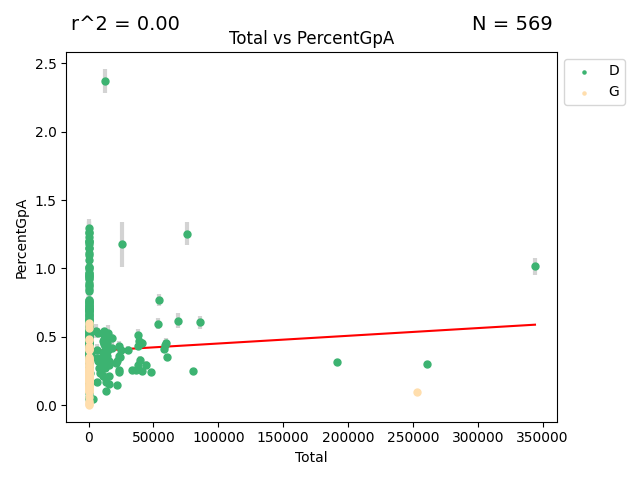 r^2 = 0.00
N = 569
Total vs PercentGpA
D
G
2.5
2.0
1.5
1.0
0.5
0.0
PercentGpA
0
50000
100000
150000
200000
250000
300000
350000
Total